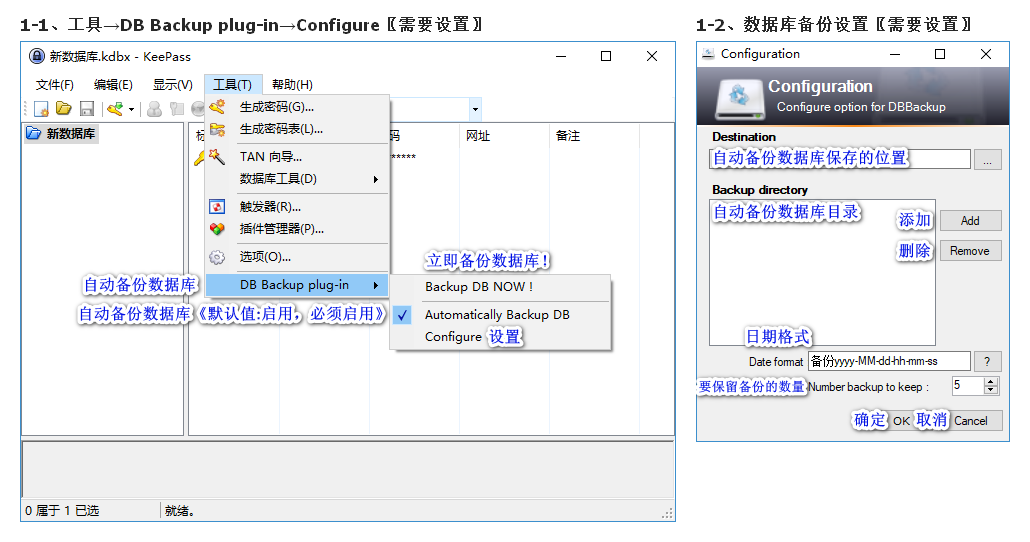 1-1、工具→DB Backup plug-in→Configure〖需要设置〗
新数据库.kdbx - KeePass
文件(F) 编辑(E) 显示(V) 工具(T) 帮助(H)
新数据库
码 网址 备注
*****
生成密码(G)...
生成密码表(L)...
TAN 向导...
数据库工具(D)
触发器(R)...
插件管理器(P)...
选项(O)...
自动备份数据库 DB Backup plug-in
立即备份数据库！
Backup DB NOW !
自动备份数据库《默认值:启用，必须启用》 Automatically Backup DB
Configure 设置
0 属于 1 已选 就绪。
1-2、数据库备份设置〖需要设置〗
Configuration
Configuration
Configure option for DBBackup
Destination
自动备份数据库保存的位置 ...
Backup directory
自动备份数据库目录
添加 Add
删除 Remove
日期格式
Date format 备份yyyy-MM-dd-hh-mm-ss ?
要保留备份的数量 Number backup to keep : 5
确定 OK 取消 Cancel